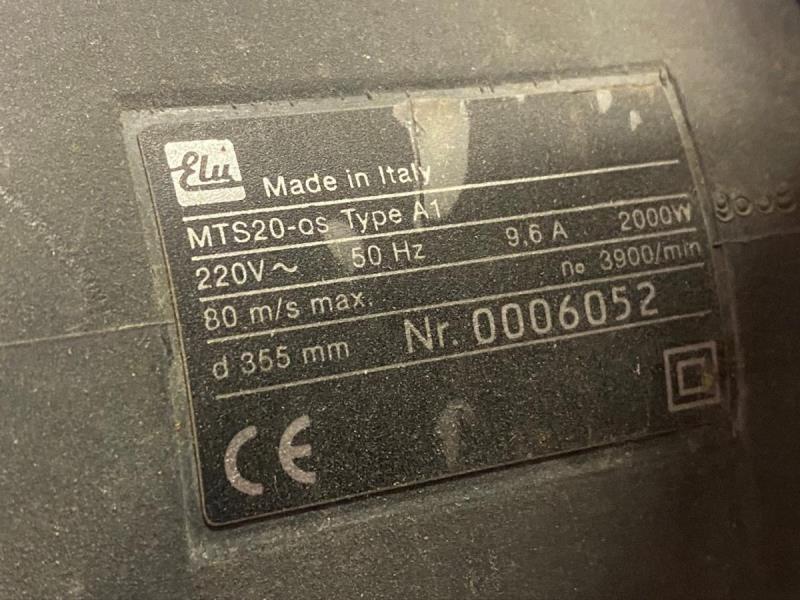 Elu Made in Italy
MTS20-qs Type A1
220V~ 50 Hz 9,6 A 2000W
80 m/s max. n₀ 3900/min
d 355 mm Nr. 0006052
CE